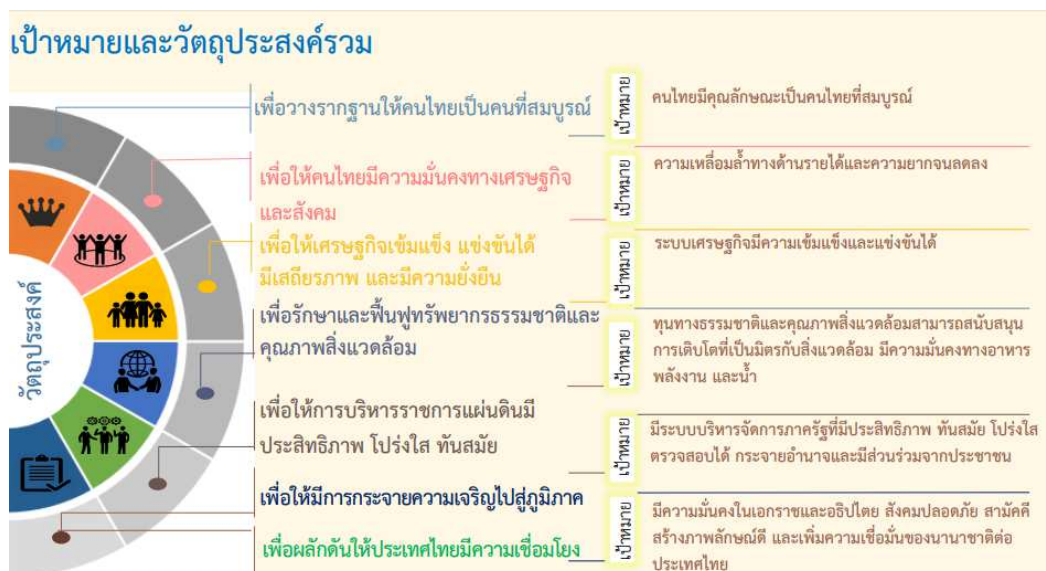 เป้าหมายและวัตถุประสงค์รวม
วัตถุประสงค์
เพื่อวางรากฐานให้คนไทยเป็นคนที่สมบูรณ์
เป้าหมาย
คนไทยมีคุณลักษณะเป็นคนไทยที่สมบูรณ์
เพื่อให้คนไทยมีความมั่นคงทางเศรษฐกิจ
และสังคม
เป้าหมาย
ความเหลื่อมล้ำทางด้านรายได้และความยากจนลดลง
เพื่อให้เศรษฐกิจเข้มแข็ง แข่งขันได้
มีเสถียรภาพ และมีความยั่งยืน
เป้าหมาย
ระบบเศรษฐกิจมีความเข้มแข็งและแข่งขันได้
เพื่อรักษาและฟื้นฟูทรัพยากรธรรมชาติและ
คุณภาพสิ่งแวดล้อม
เป้าหมาย
ทุนทางธรรมชาติและคุณภาพสิ่งแวดล้อมสามารถสนับสนุน
การเติบโตที่เป็นมิตรกับสิ่งแวดล้อม มีความมั่นคงทางอาหาร
พลังงาน และน้ำ
เพื่อให้การบริหารราชการแผ่นดินมี
ประสิทธิภาพ โปร่งใส ทันสมัย
เป้าหมาย
มีระบบบริหารจัดการภาครัฐที่มีประสิทธิภาพ ทันสมัย โปร่งใส
ตรวจสอบได้ กระจายอำนาจและมีส่วนร่วมจากประชาชน
เพื่อให้มีการกระจายความเจริญไปสู่ภูมิภาค
เพื่อผลักดันให้ประเทศไทยมีความเชื่อมโยง
เป้าหมาย
มีความมั่นคงในเอกราชและอธิปไตย สังคมปลอดภัย สามัคคี
สร้างภาพลักษณ์ดี และเพิ่มความเชื่อมั่นของนานาชาติต่อ
ประเทศไทย